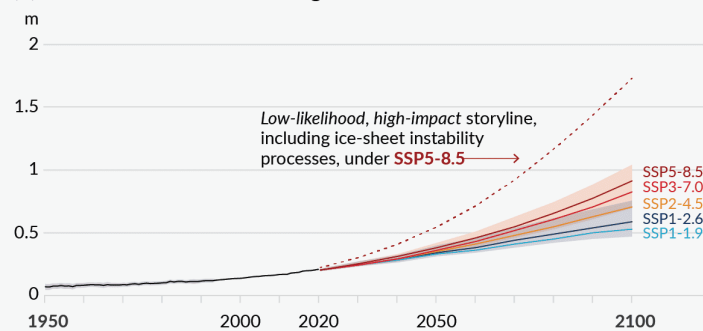 m
2
1.5
Low-likelihood, high-impact storyline,
including ice-sheet instability
processes, under SSP5-8.5
1
SSP5-8.5
SSP3-7.0
SSP2-4.5
SSP1-2.6
SSP1-1.9
0.5
0
1950 2000 2020 2050 2100